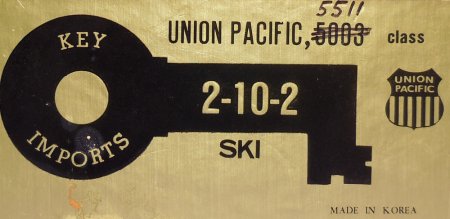 5511
UNION PACIFIC, 5003 class
KEY
IMPORTS
2-10-2
SKI
UNION
PACIFIC
MADE IN KOREA